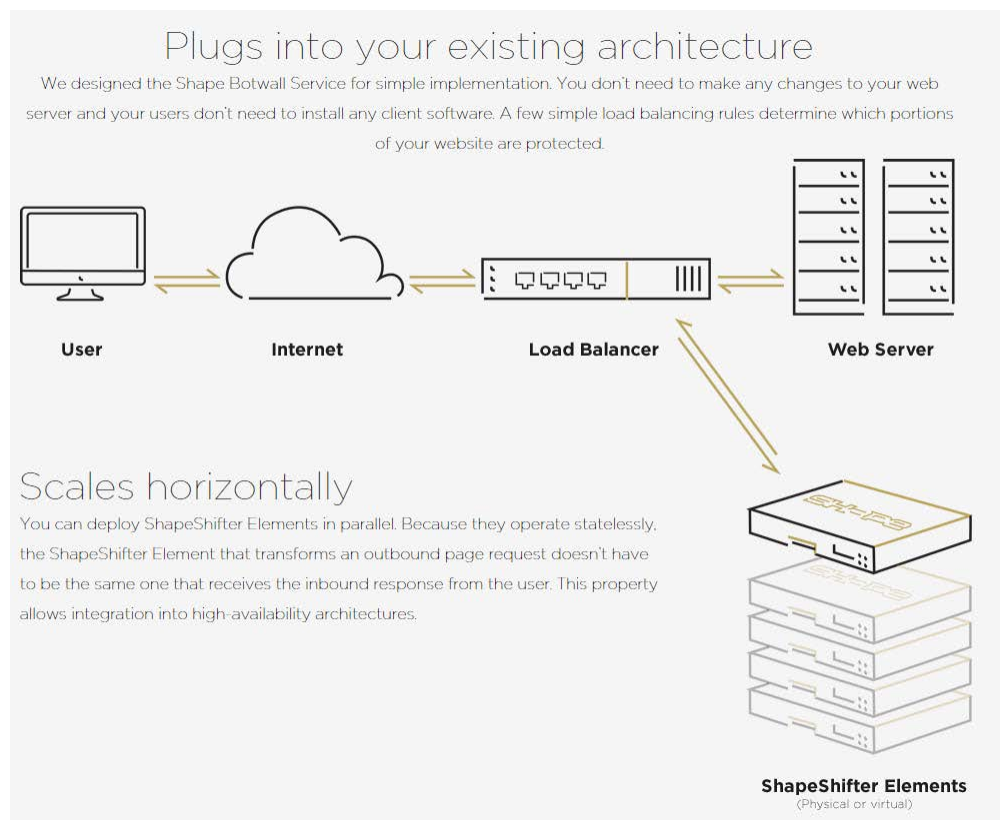 Plugs into your existing architecture
We designed the Shape Botwall Service for simple implementation. You don't need to make any changes to your web
server and your users don't need to install any client software. A few simple load balancing rules determine which portions
of your website are protected.
User
Internet
Load Balancer
Web Server
Scales horizontally
You can deploy ShapeShifter Elements in parallel. Because they operate statelessly,
the ShapeShifter Element that transforms an outbound page request doesn't have
to be the same one that receives the inbound response from the user. This property
allows integration into high-availability architectures.
ShapeShifter Elements
(Physical or virtual)